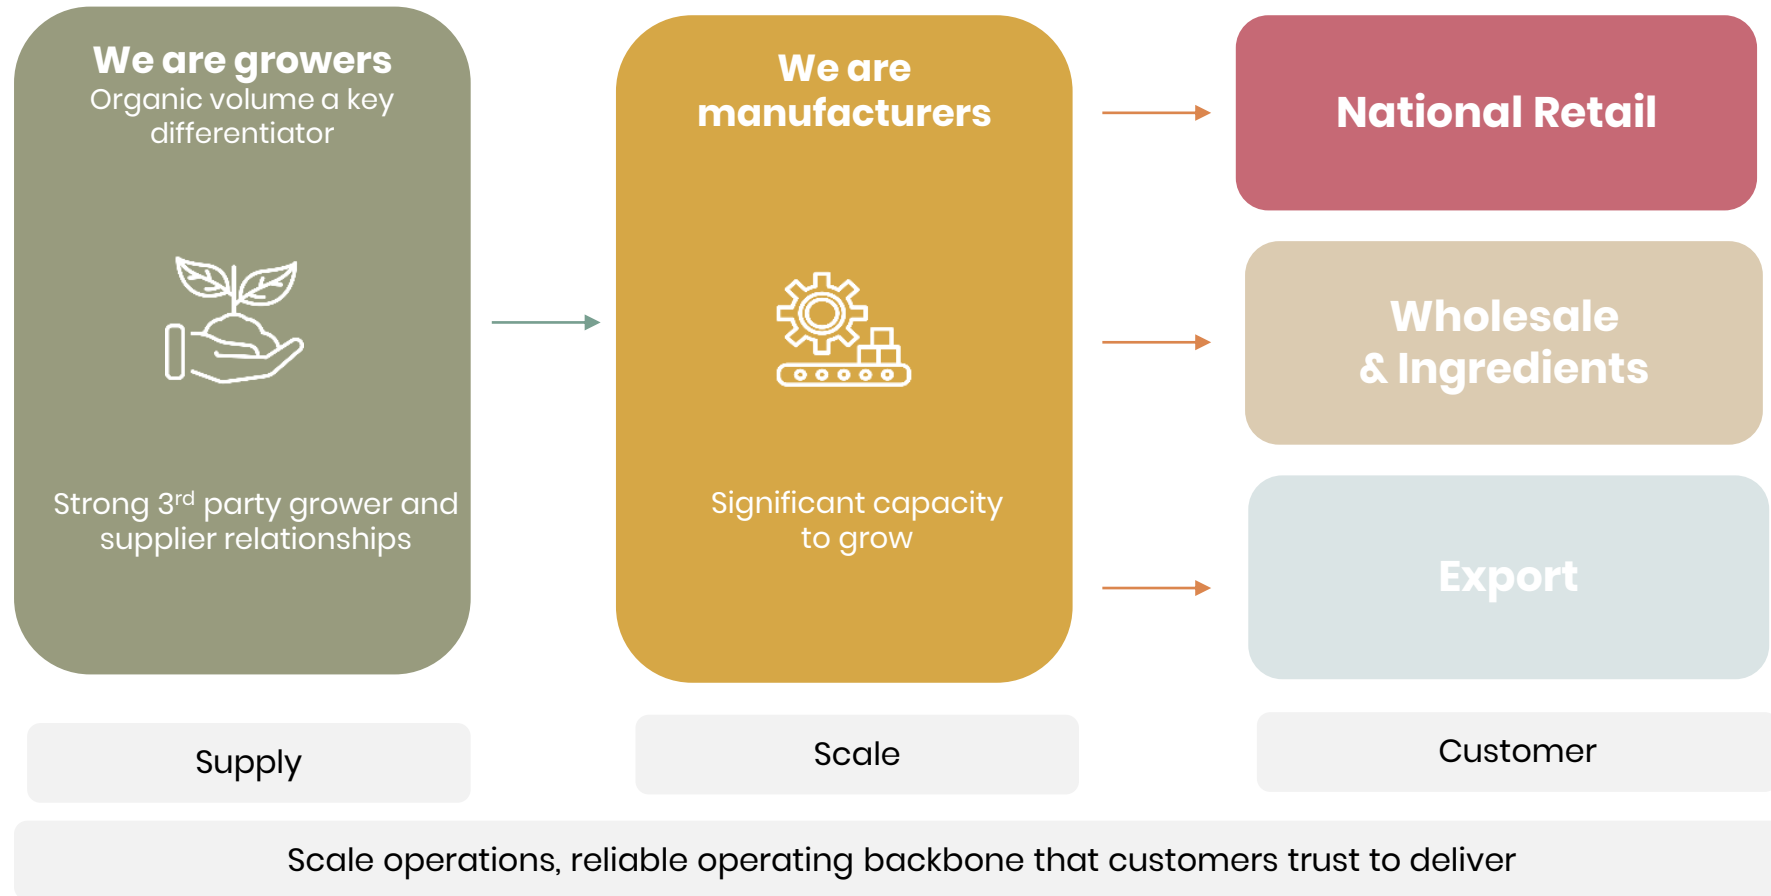 We are growers
Organic volume a key
differentiator
Strong 3rd party grower and
supplier relationships
We are
manufacturers
Significant capacity
to grow
National Retail
Wholesale
& Ingredients
Export
Supply
Scale
Customer
Scale operations, reliable operating backbone that customers trust to deliver